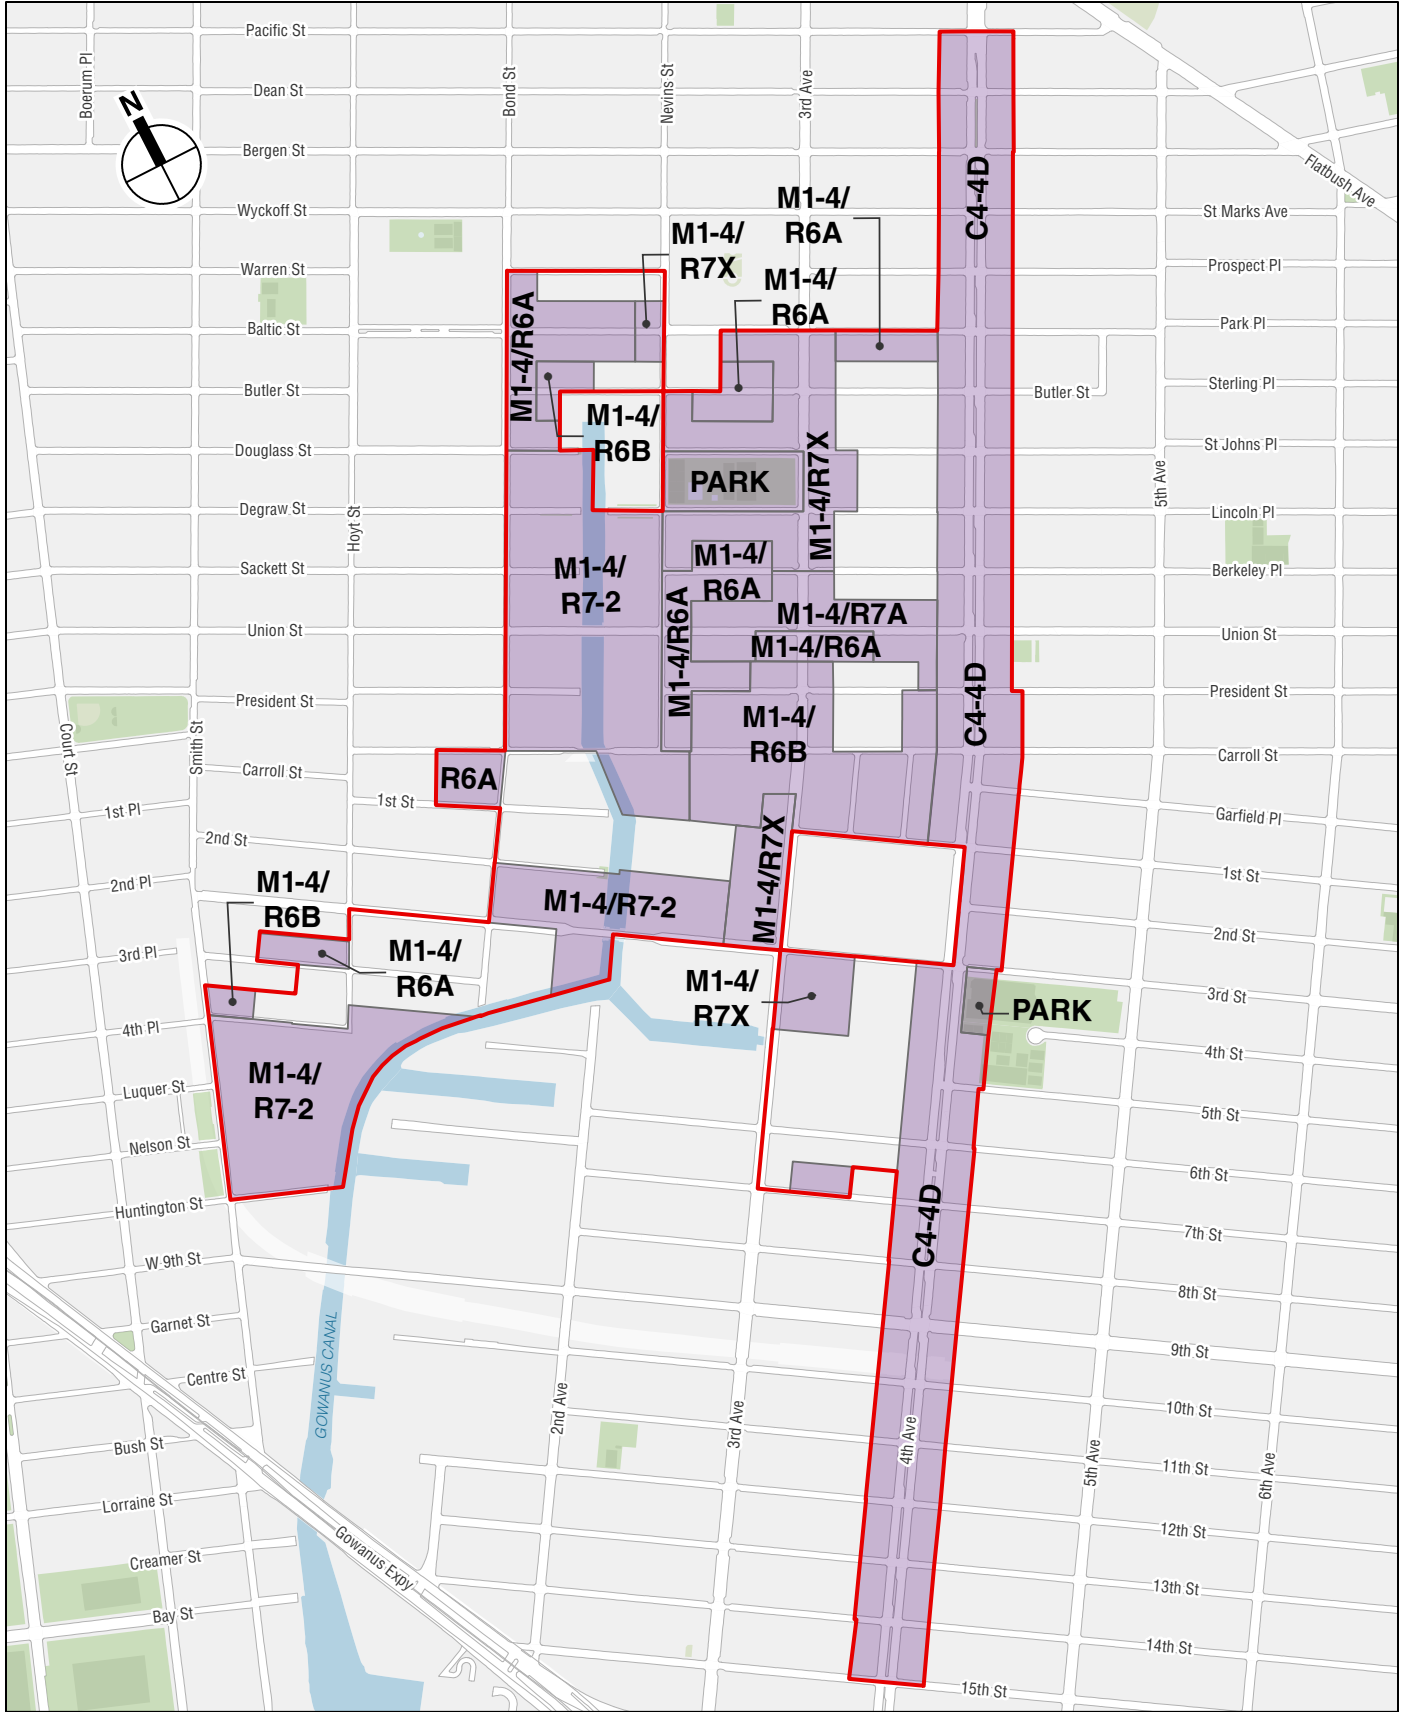 Pacific St
Boerum Pl
Dean St
Bond St
Nevins St
3rd Ave
N
Bergen St
Flatbush Ave
C4-4D
Wyckoff St
M1-4/
R6A
St Marks Ave
M1-4/
R7X
Warren St
Prospect Pl
M1-4/
R6A
M1-4/R6A
Baltic St
Park Pl
Butler St
Sterling Pl
Butler St
M1-4/
R6B
Douglass St
St Johns Pl
M1-4/R7X
PARK
5th Ave
Hoyt St
Degraw St
Lincoln Pl
Sackett St
M1-4/
R7-2
M1-4/
R6A
Berkeley Pl
M1-4/R6A
M1-4/R7A
Union St
Union St
M1-4/R6A
C4-4D
President St
President St
M1-4/
R6B
Court St
Smith St
Carroll St
R6A
Carroll St
1st Pl
1st St
Garfield Pl
2nd St
M1-4/R7X
2nd Pl
M1-4/
R6B
1st St
M1-4/R7-2
3rd Pl
2nd St
M1-4/
R6A
M1-4/
R7X
3rd St
PARK
4th Pl
4th St
M1-4/
R7-2
Luquer St
5th St
Nelson St
6th St
Huntington St
C4-4D
7th St
W 9th St
8th St
Garnet St
GOWANUS CANAL
9th St
Centre St
2nd Ave
3rd Ave
4th Ave
10th St
Bush St
5th Ave
6th Ave
11th St
Lorraine St
12th St
Creamer St
Gowanus Expy
13th St
Bay St
14th St
15th St